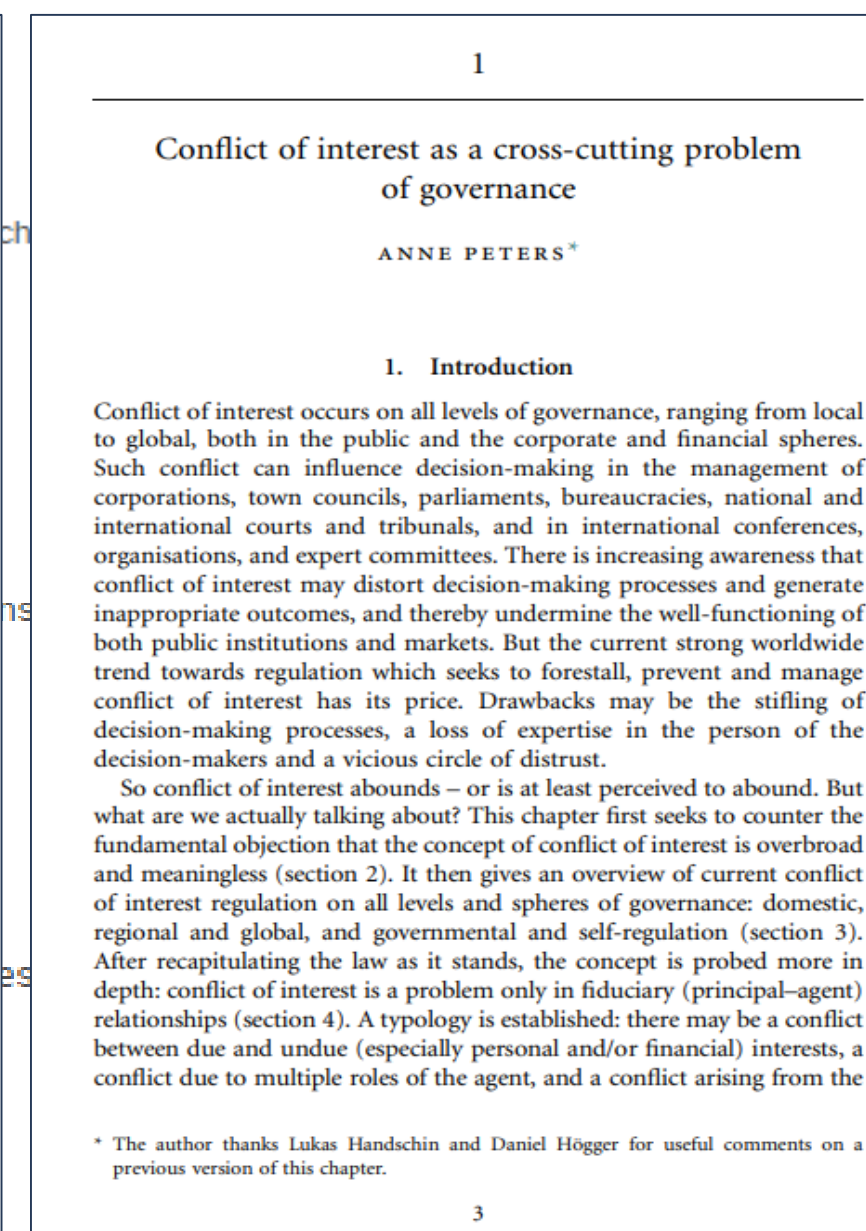 1
Conflict of interest as a cross-cutting problem
of governance
ANNE PETERS*
1. Introduction
Conflict of interest occurs on all levels of governance, ranging from local
to global, both in the public and the corporate and financial spheres.
Such conflict can influence decision-making in the management of
corporations, town councils, parliaments, bureaucracies, national and
international courts and tribunals, and in international conferences,
organisations, and expert committees. There is increasing awareness that
conflict of interest may distort decision-making processes and generate
inappropriate outcomes, and thereby undermine the well-functioning of
both public institutions and markets. But the current strong worldwide
trend towards regulation which seeks to forestall, prevent and manage
conflict of interest has its price. Drawbacks may be the stifling of
decision-making processes, a loss of expertise in the person of the
decision-makers and a vicious circle of distrust.
So conflict of interest abounds – or is at least perceived to abound. But
what are we actually talking about? This chapter first seeks to counter the
fundamental objection that the concept of conflict of interest is overbroad
and meaningless (section 2). It then gives an overview of current conflict
of interest regulation on all levels and spheres of governance: domestic,
regional and global, and governmental and self-regulation (section 3).
After recapitulating the law as it stands, the concept is probed more in
depth: conflict of interest is a problem only in fiduciary (principal–agent)
relationships (section 4). A typology is established: there may be a conflict
between due and undue (especially personal and/or financial) interests, a
conflict due to multiple roles of the agent, and a conflict arising from the
* The author thanks Lukas Handschin and Daniel Högger for useful comments on a
previous version of this chapter.
3